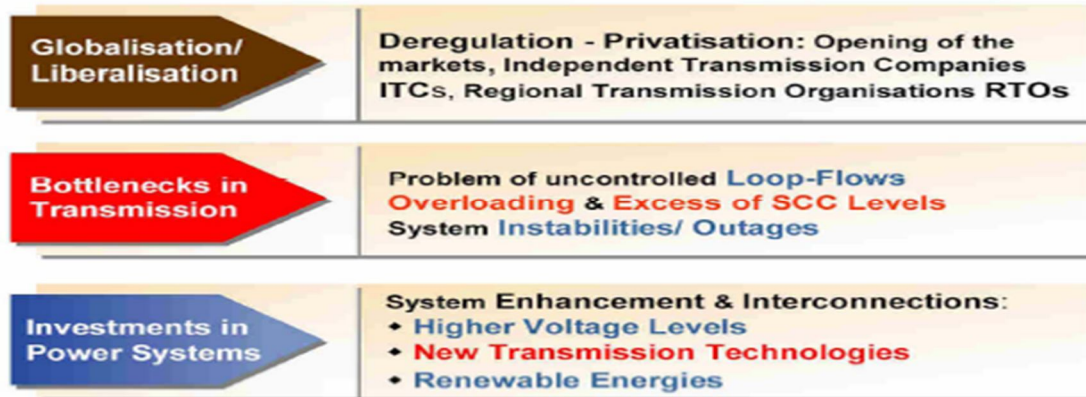 Globalisation/
Liberalisation
Deregulation - Privatisation: Opening of the
markets, Independent Transmission Companies
ITCs, Regional Transmission Organisations RTOs
Bottlenecks in
Transmission
Problem of uncontrolled Loop-Flows
Overloading & Excess of SCC Levels
System Instabilities/ Outages
Investments in
Power Systems
System Enhancement & Interconnections:
• Higher Voltage Levels
• New Transmission Technologies
• Renewable Energies